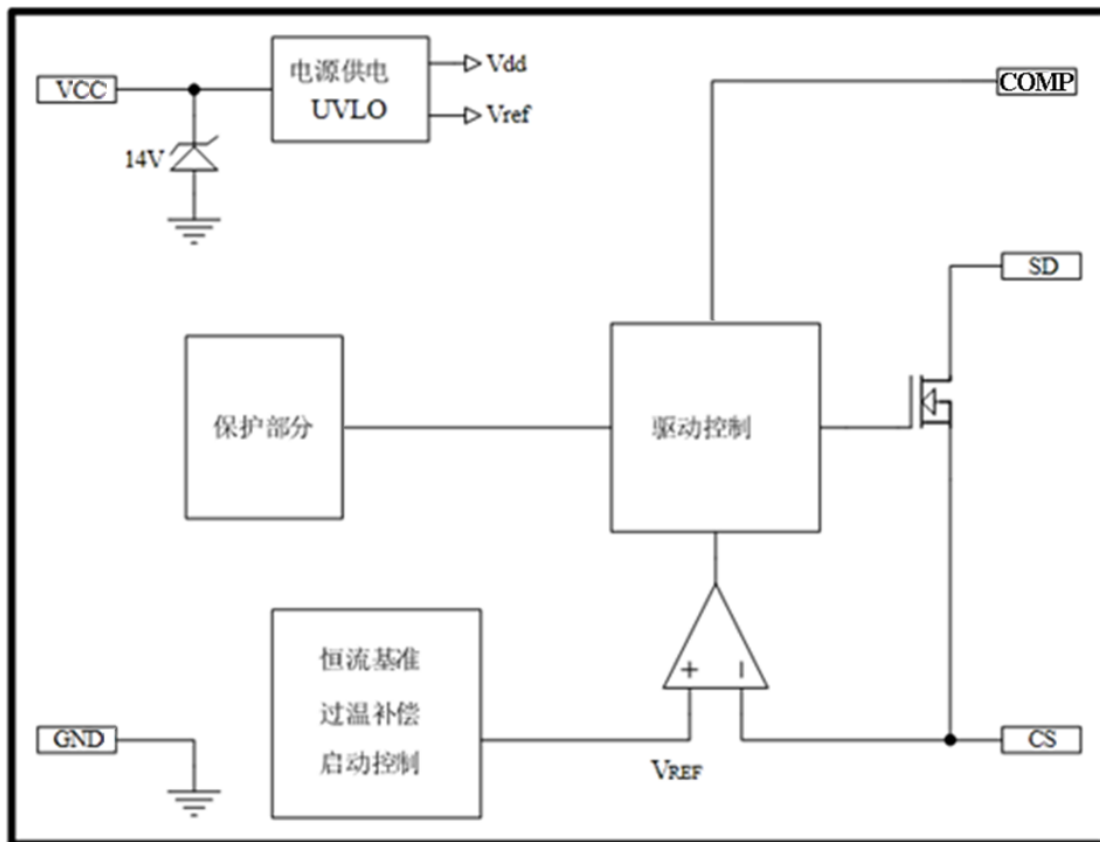 VCC
14V
电源供电
UVLO
Vdd
Vref
COMP
SD
保护部分
驱动控制
恒流基准
过温补偿
启动控制
+
−
VREF
GND
CS